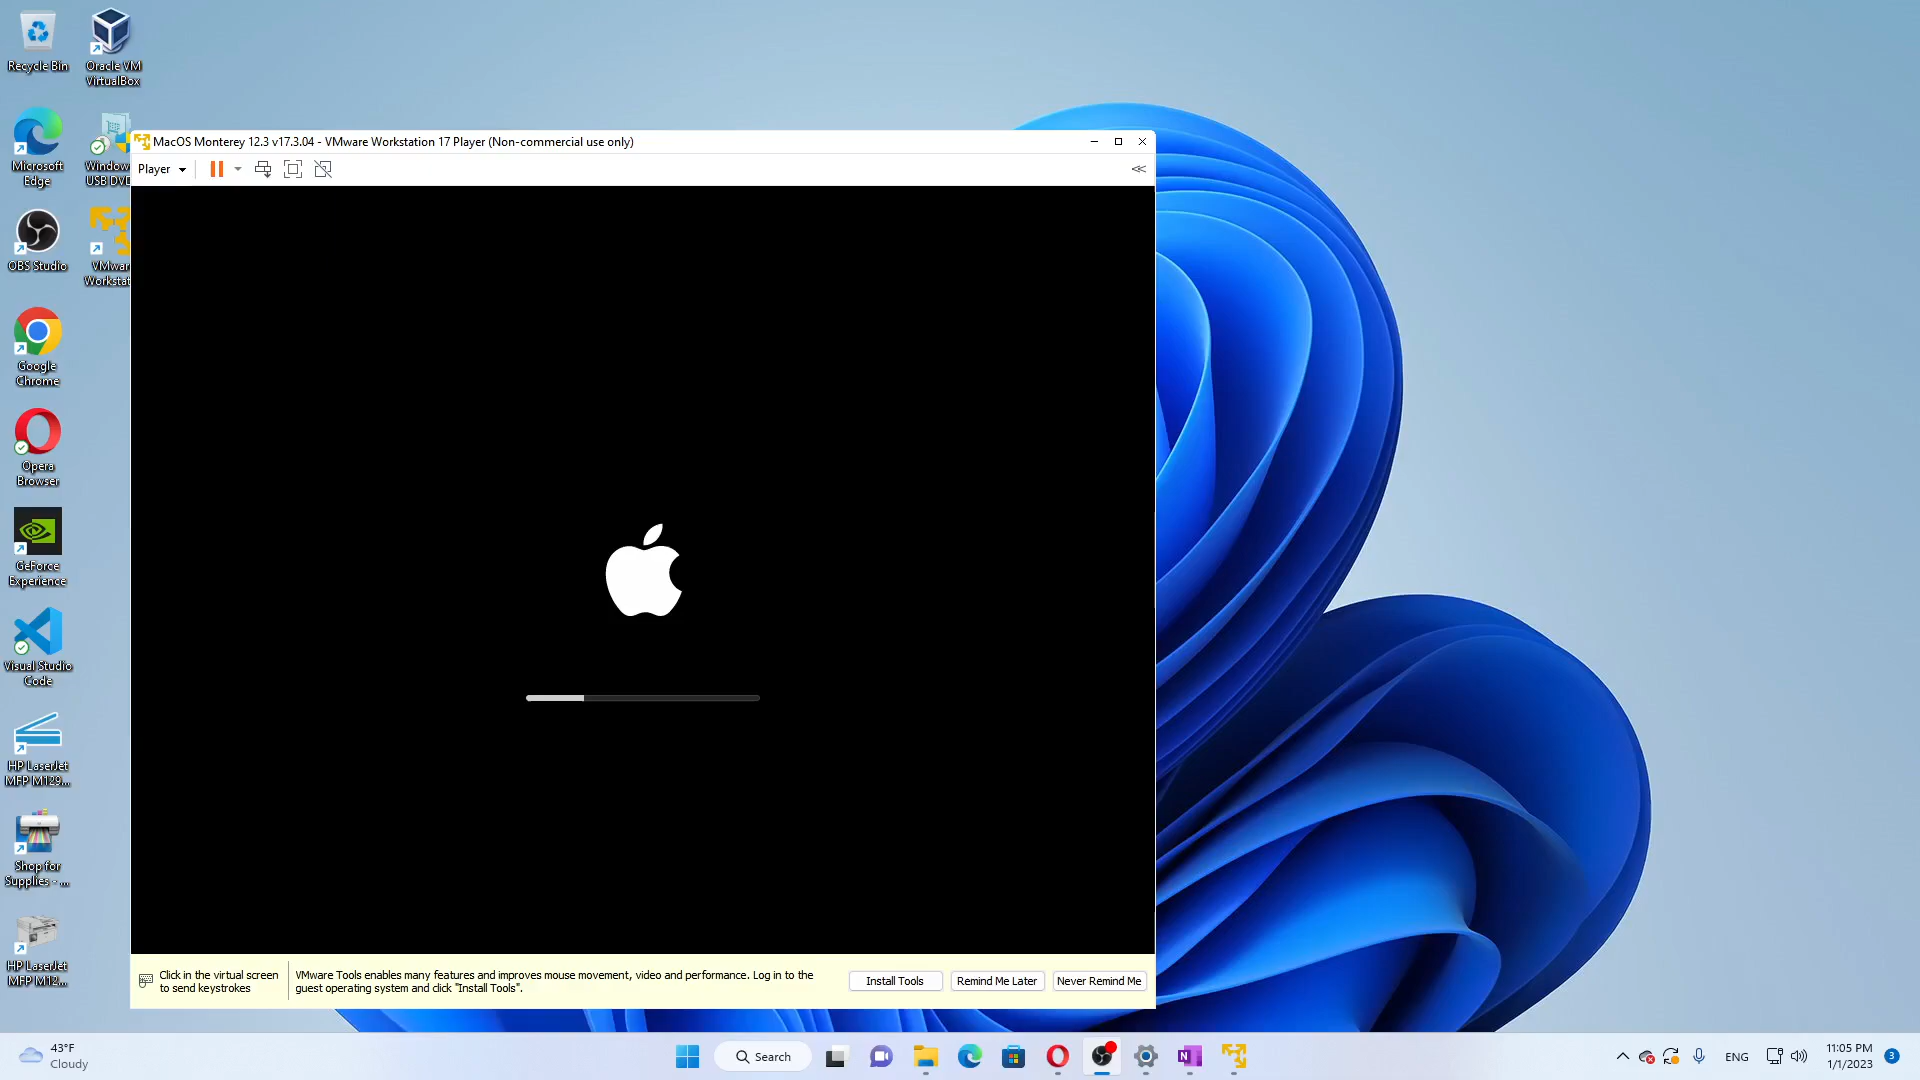 Recycle Bin
Oracle VM
VirtualBox
Microsoft
Edge
Window
USB DVD
OBS Studio
VMwar
Workstat
Google
Chrome
Opera
Browser
GeForce
Experience
Visual Studio
Code
HP LaserJet
MFP M129...
Shop for
Supplies - ...
HP LaserJet
MFP M12...
MacOS Monterey 12.3 v17.3.04 - VMware Workstation 17 Player (Non-commercial use only)
Player
Click in the virtual screen
to send keystrokes
VMware Tools enables many features and improves mouse movement, video and performance. Log in to the
guest operating system and click "Install Tools".
Install Tools
Remind Me Later
Never Remind Me
43°F
Cloudy
Search
ENG
11:05 PM
1/1/2023
3